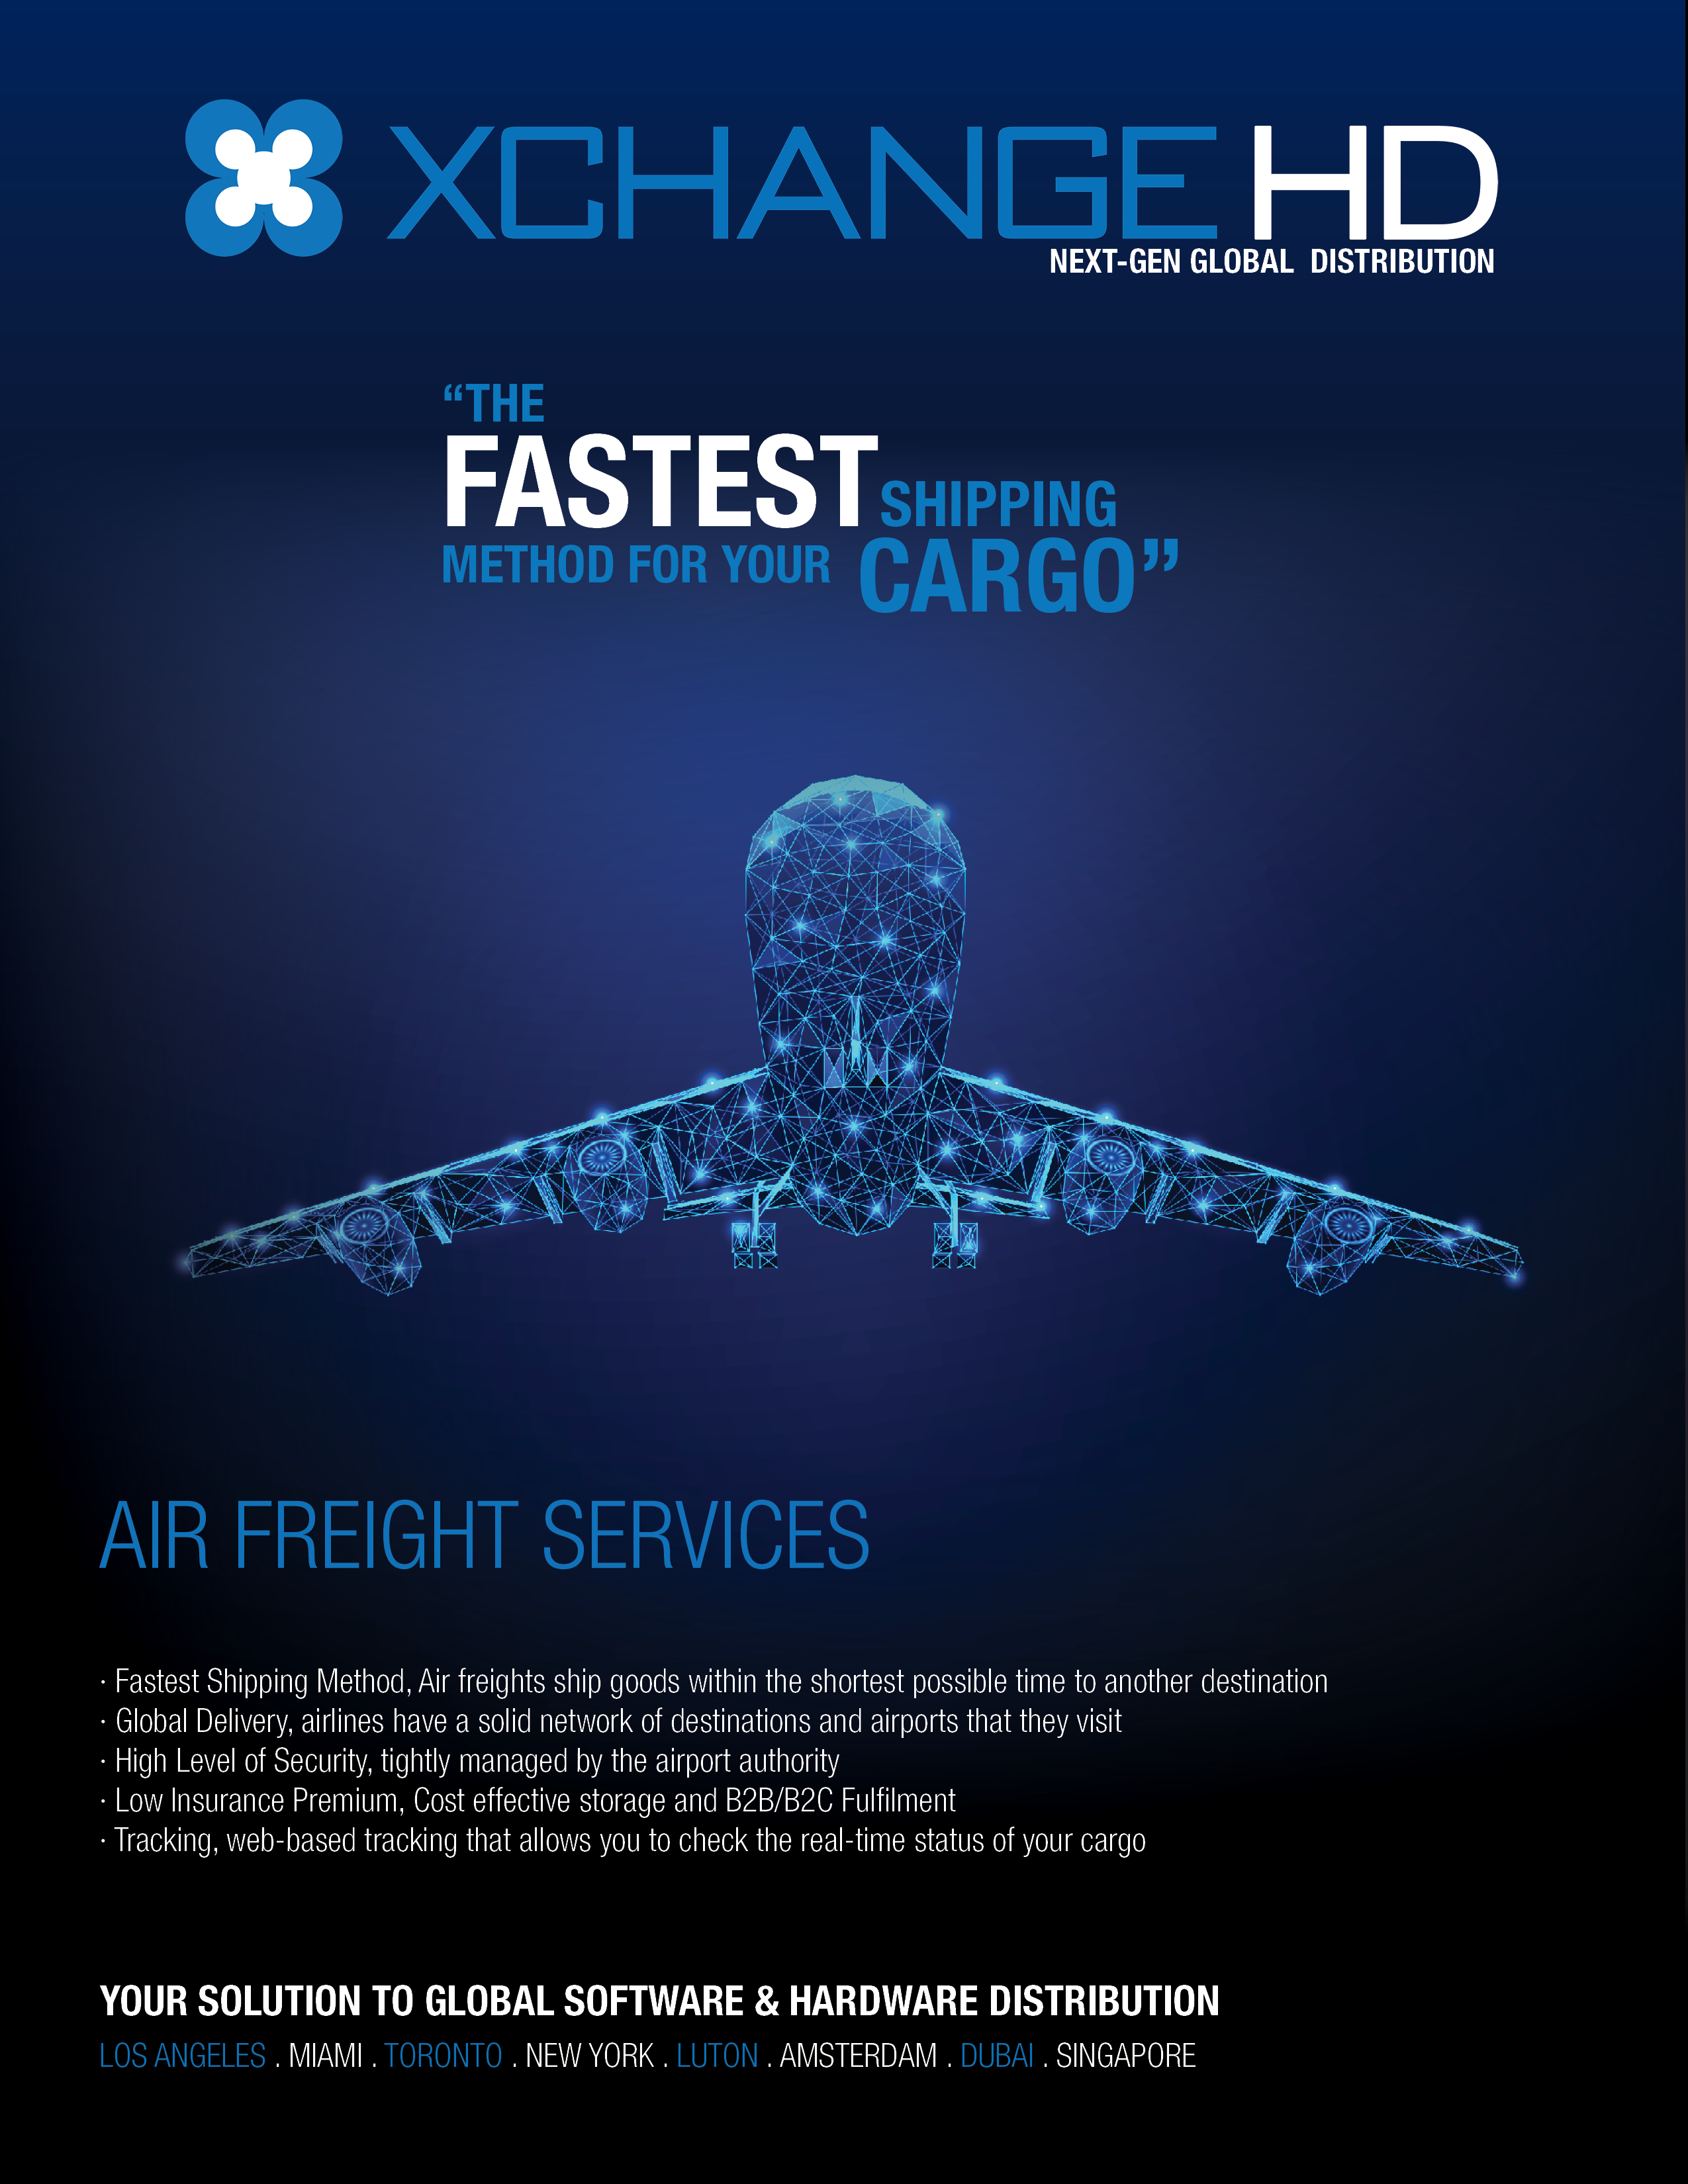 XCHANGE HD
NEXT-GEN GLOBAL DISTRIBUTION
“THE
FASTEST SHIPPING
METHOD FOR YOUR CARGO”
AIR FREIGHT SERVICES
· Fastest Shipping Method, Air freights ship goods within the shortest possible time to another destination
· Global Delivery, airlines have a solid network of destinations and airports that they visit
· High Level of Security, tightly managed by the airport authority
· Low Insurance Premium, Cost effective storage and B2B/B2C Fulfilment
· Tracking, web-based tracking that allows you to check the real-time status of your cargo
YOUR SOLUTION TO GLOBAL SOFTWARE & HARDWARE DISTRIBUTION
LOS ANGELES . MIAMI . TORONTO . NEW YORK . LUTON . AMSTERDAM . DUBAI . SINGAPORE